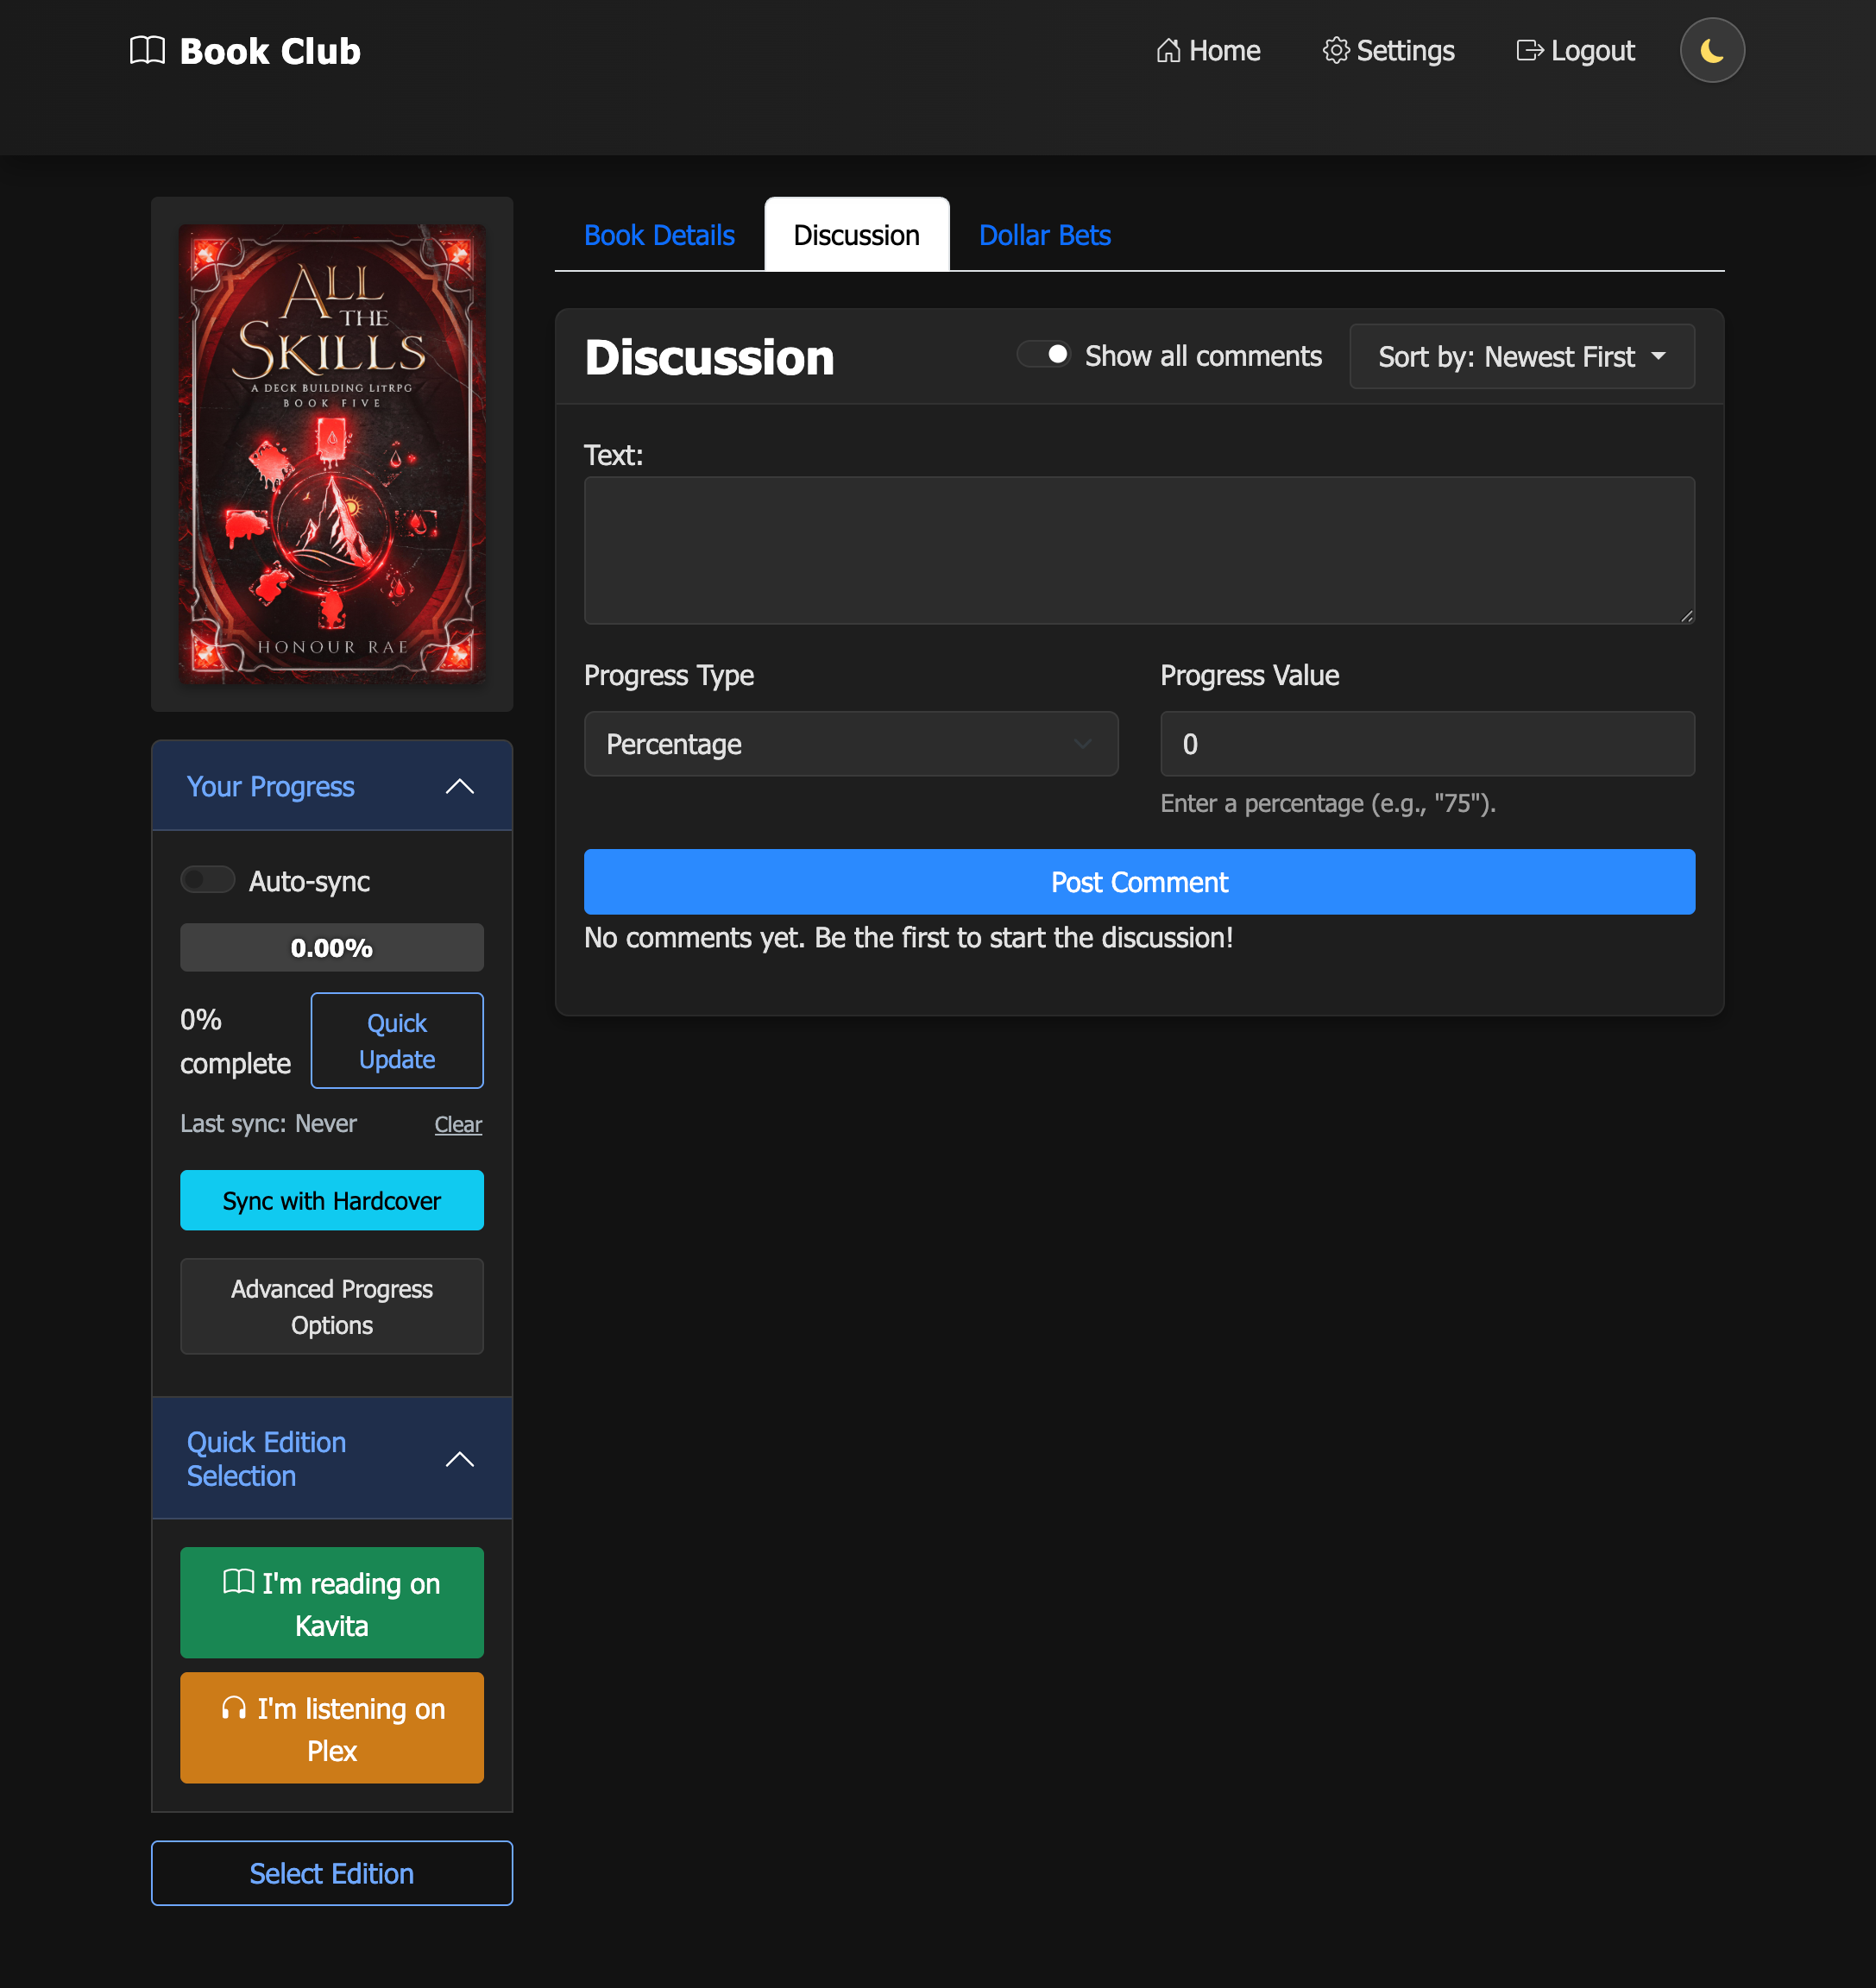 Book Club
Home
Settings
Logout
ALL
THE
SKILLS
A DECK BUILDING LITRPG
BOOK FIVE
HONOUR RAE
Your Progress
Auto-sync
0.00%
0%
complete
Quick
Update
Last sync: Never
Clear
Sync with Hardcover
Advanced Progress
Options
Quick Edition
Selection
I'm reading on
Kavita
I'm listening on
Plex
Select Edition
Book Details
Discussion
Dollar Bets
Discussion
Show all comments
Sort by: Newest First
Text:
Progress Type
Percentage
Progress Value
0
Enter a percentage (e.g., "75").
Post Comment
No comments yet. Be the first to start the discussion!